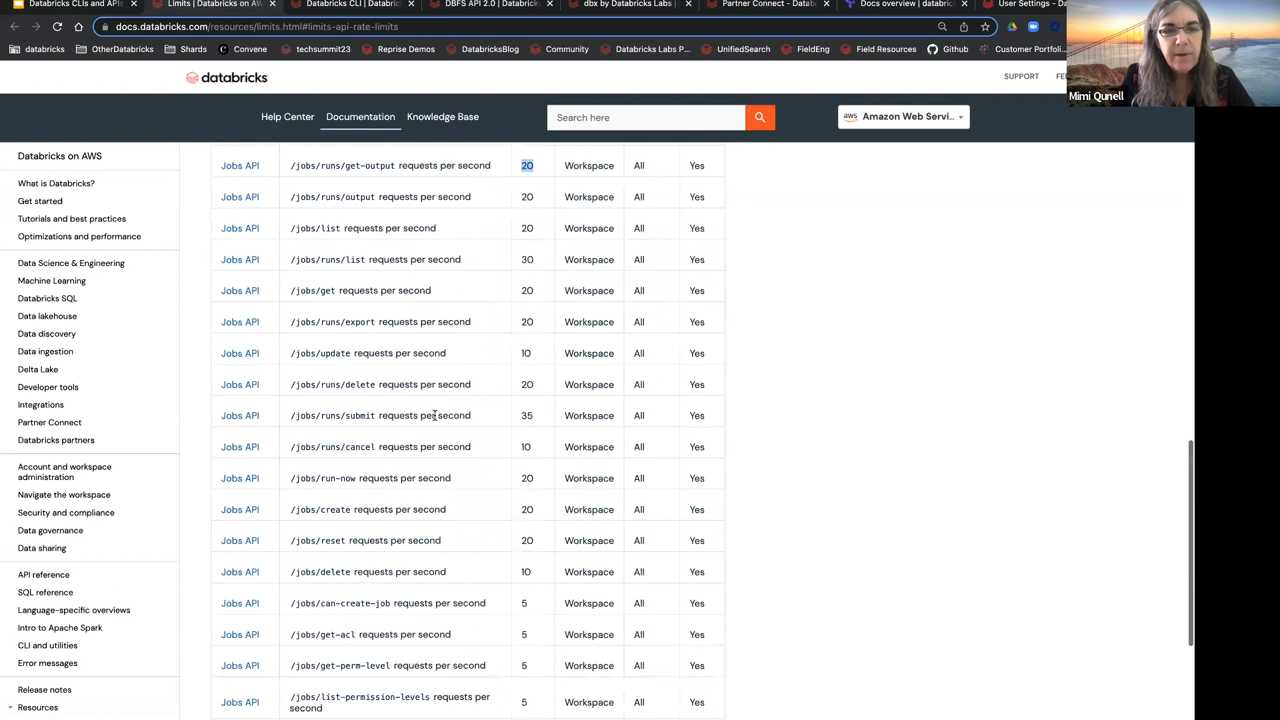 Databricks CLIs and APIs
Limits | Databricks on AW
Databricks CLI | Databricks
DBFS API 2.0 | Databricks
dbx by Databricks Labs |
Partner Connect - Databricks
Docs overview | databricks
User Settings - Da
docs.databricks.com/resources/limits.html#limits-api-rate-limits
databricks
OtherDatabricks
Shards
Convene
techsummit23
Reprise Demos
DatabricksBlog
Community
Databricks Labs P...
UnifiedSearch
FieldEng
Field Resources
Github
Customer Portfoli...
Mimi Qunell
databricks
SUPPORT
FE
Help Center
Documentation
Knowledge Base
Search here
aws Amazon Web Servi...
Databricks on AWS
What is Databricks?
Get started
Tutorials and best practices
Optimizations and performance
Data Science & Engineering
Machine Learning
Databricks SQL
Data lakehouse
Data discovery
Data ingestion
Delta Lake
Developer tools
Integrations
Partner Connect
Databricks partners
Account and workspace
administration
Navigate the workspace
Security and compliance
Data governance
Data sharing
API reference
SQL reference
Language-specific overviews
Intro to Apache Spark
CLI and utilities
Error messages
Release notes
Resources
Jobs API /jobs/runs/get-output requests per second 20 Workspace All Yes
Jobs API /jobs/runs/output requests per second 20 Workspace All Yes
Jobs API /jobs/list requests per second 20 Workspace All Yes
Jobs API /jobs/runs/list requests per second 30 Workspace All Yes
Jobs API /jobs/get requests per second 20 Workspace All Yes
Jobs API /jobs/runs/export requests per second 20 Workspace All Yes
Jobs API /jobs/update requests per second 10 Workspace All Yes
Jobs API /jobs/runs/delete requests per second 20 Workspace All Yes
Jobs API /jobs/runs/submit requests per second 35 Workspace All Yes
Jobs API /jobs/runs/cancel requests per second 10 Workspace All Yes
Jobs API /jobs/run-now requests per second 20 Workspace All Yes
Jobs API /jobs/create requests per second 20 Workspace All Yes
Jobs API /jobs/reset requests per second 20 Workspace All Yes
Jobs API /jobs/delete requests per second 10 Workspace All Yes
Jobs API /jobs/can-create-job requests per second 5 Workspace All Yes
Jobs API /jobs/get-acl requests per second 5 Workspace All Yes
Jobs API /jobs/get-perm-level requests per second 5 Workspace All Yes
Jobs API /jobs/list-permission-levels requests per
second 5 Workspace All Yes